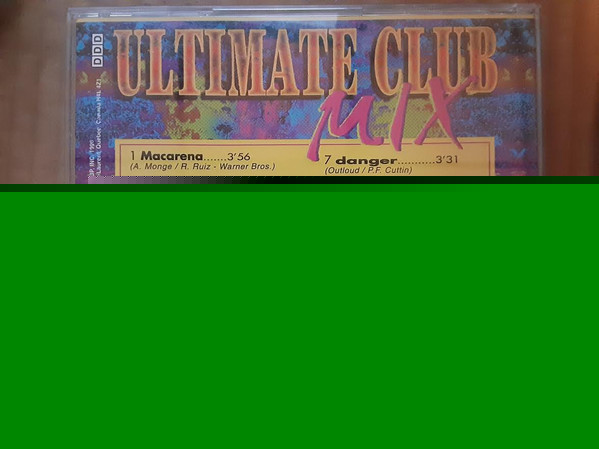 DDD
ULTIMATE CLUB
MIX
1 Macarena.......3'56
(A. Monge / R. Ruiz - Warner Bros.)
7 danger...........3'31
(Outloud / P.F. Cuttin)